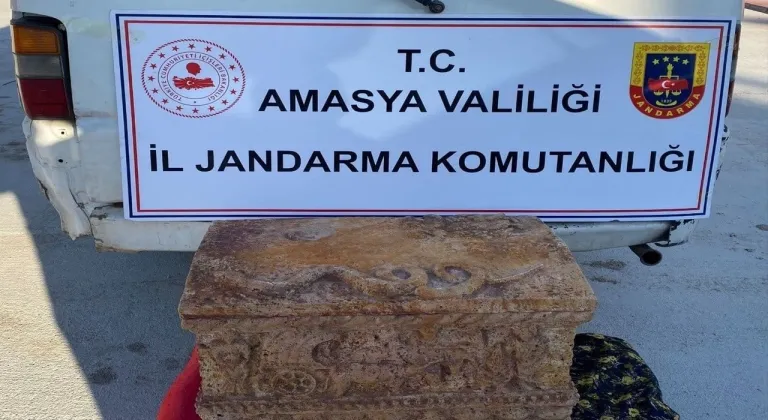 T.C.
AMASYA VALİLİĞİ
İL JANDARMA KOMUTANLIĞI
JANDARMA